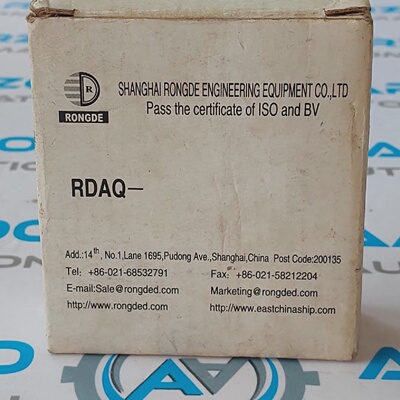 SHANGHAI RONGDE ENGINEERING EQUIPMENT CO.,LTD
Pass the certificate of ISO and BV
R
RONGDE
RDAQ—
Add.:14th, No.1,Lane 1695,Pudong Ave.,Shanghai,China Post Code:200135
Tel: +86-021-68532791 Fax: +86-021-58212204
E-mail:Sale@rongded.com Marketing@rongded.com
http://www.rongded.com http://www.eastchinaship.com